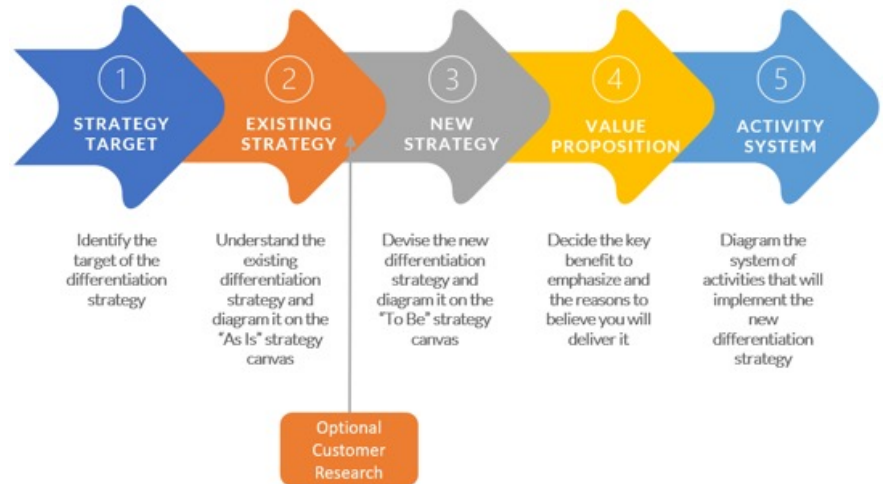 1
STRATEGY
TARGET
2
EXISTING
STRATEGY
3
NEW
STRATEGY
4
VALUE
PROPOSITION
5
ACTIVITY
SYSTEM
Identify the
target of the
differentiation
strategy
Understand the
existing
differentiation
strategy and
diagram it on the
"As Is" strategy
canvas
Devise the new
differentiation
strategy and
diagram it on the
"To Be" strategy
canvas
Decide the key
benefit to
emphasize and
the reasons to
believe you will
deliver it
Diagram the
system of
activities that will
implement the
new
differentiation
strategy
Optional
Customer
Research